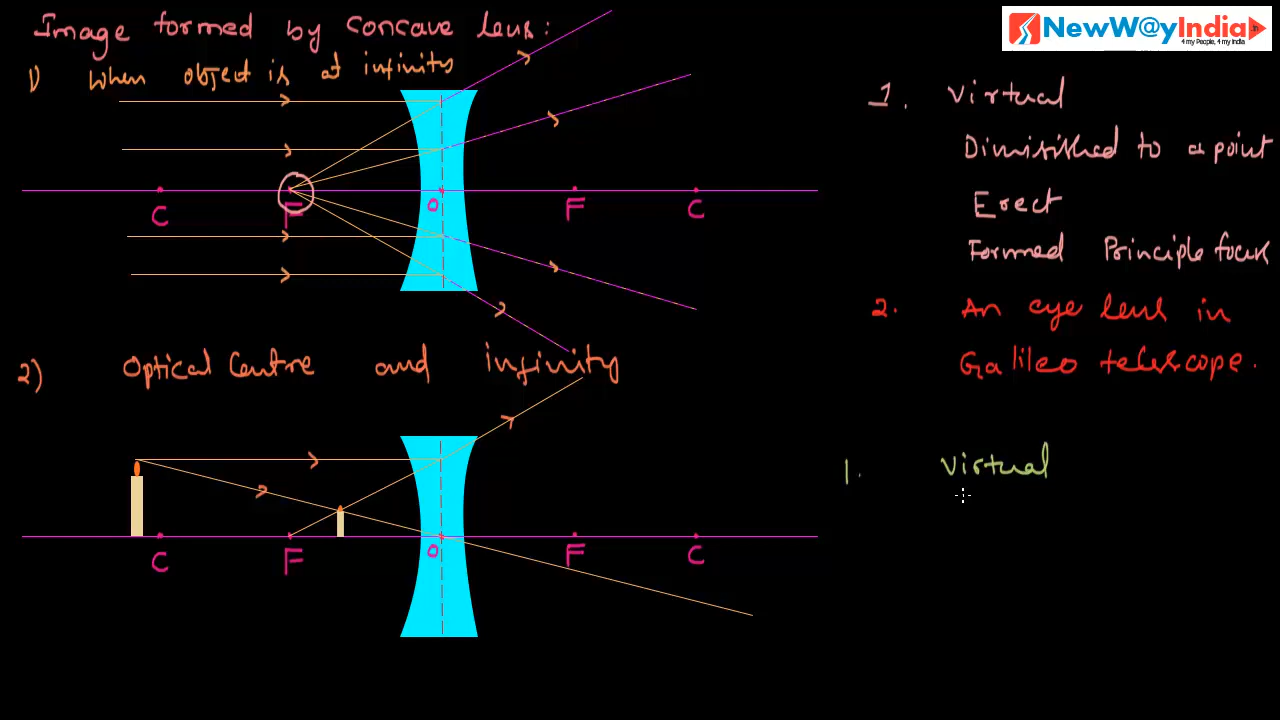 Image formed by Concave lens:
1) When object is at infinity
C F O F C
2) Optical Centre and infinity
C F O F C
NewW@yIndia.in
4 my People, 4 my India
1. Virtual
Diminished to a point
Erect
Formed Principle focus
2. An eye lens in
Galileo telescope.
1. Virtual